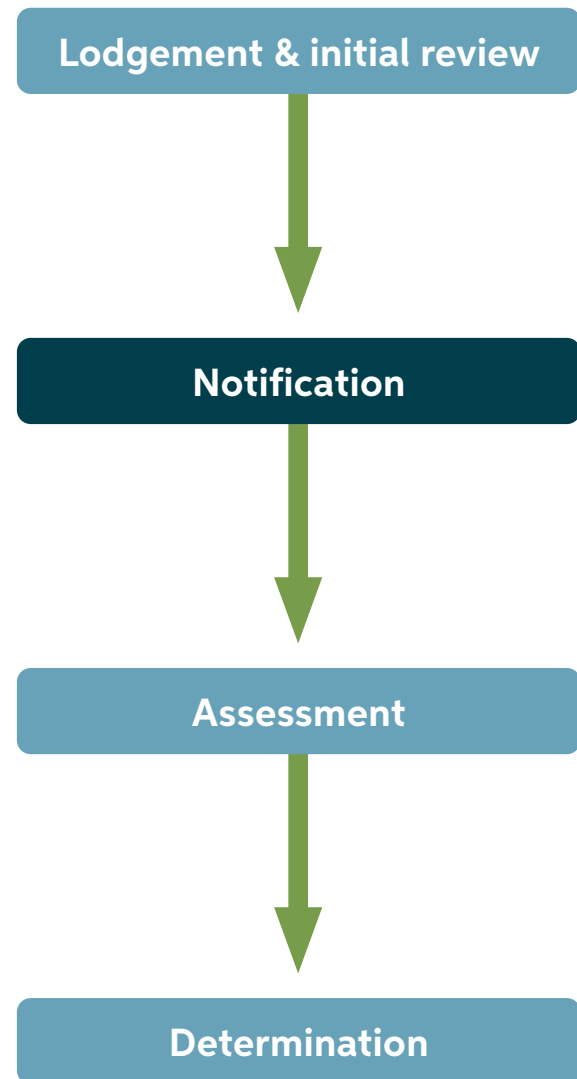 Lodgement & initial review
Notification
Assessment
Determination